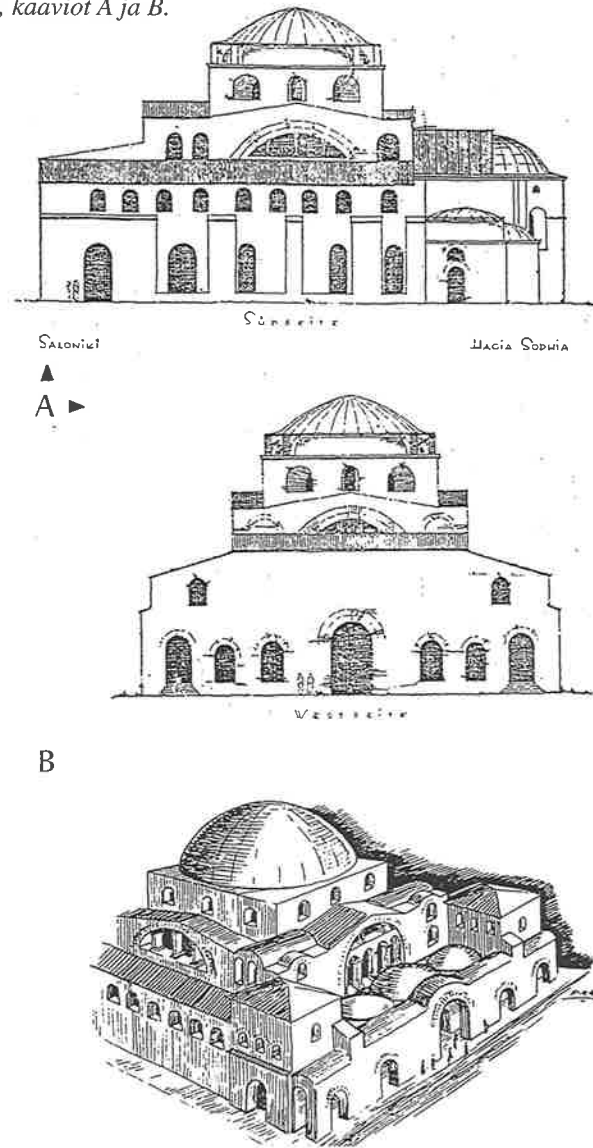 , kaaviot A ja B.
Südseite
Saloniki
Hagia Sophia
A
Westseite
B